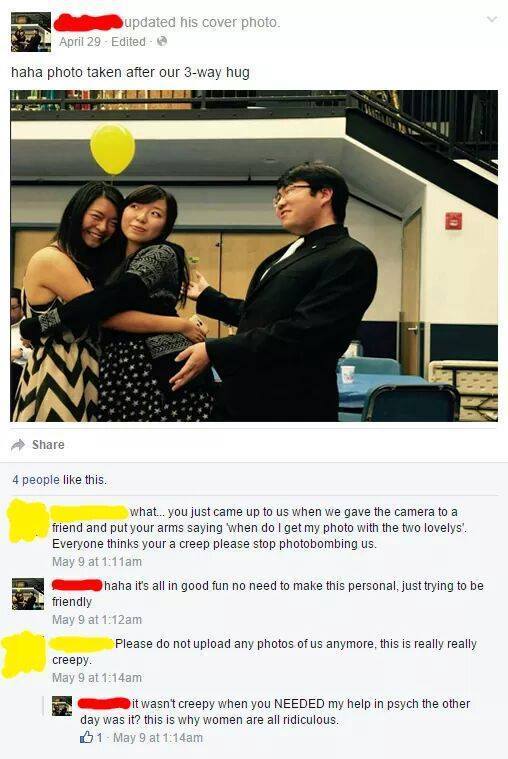 updated his cover photo.
April 29 · Edited ·
haha photo taken after our 3-way hug
Share
4 people like this.
what... you just came up to us when we gave the camera to a
friend and put your arms saying 'when do I get my photo with the two lovelys'.
Everyone thinks your a creep please stop photobombing us.
May 9 at 1:11am
haha it's all in good fun no need to make this personal, just trying to be
friendly
May 9 at 1:12am
Please do not upload any photos of us anymore, this is really really
creepy.
May 9 at 1:14am
it wasn't creepy when you NEEDED my help in psych the other
day was it? this is why women are all ridiculous.
1 · May 9 at 1:14am